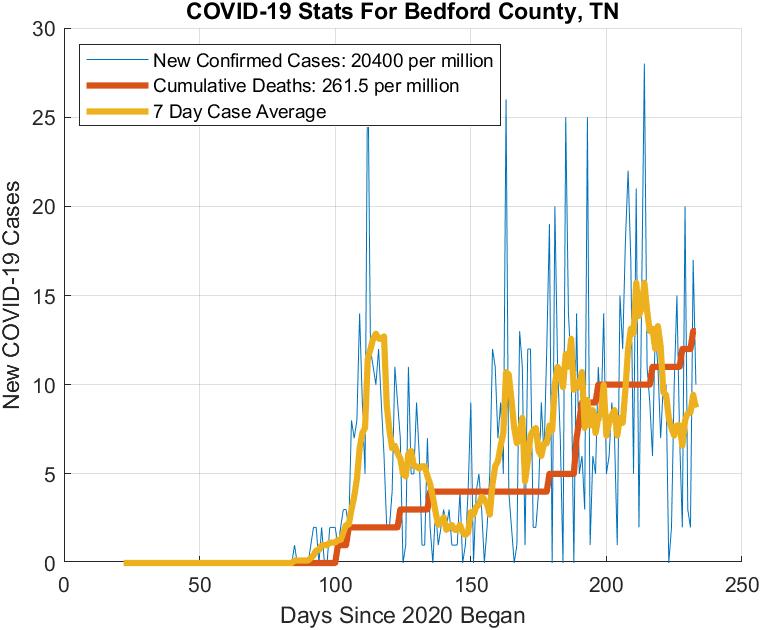 COVID-19 Stats For Bedford County, TN
30
25
20
15
10
5
0
New COVID-19 Cases
New Confirmed Cases: 20400 per million
Cumulative Deaths: 261.5 per million
7 Day Case Average
0 50 100 150 200 250
Days Since 2020 Began